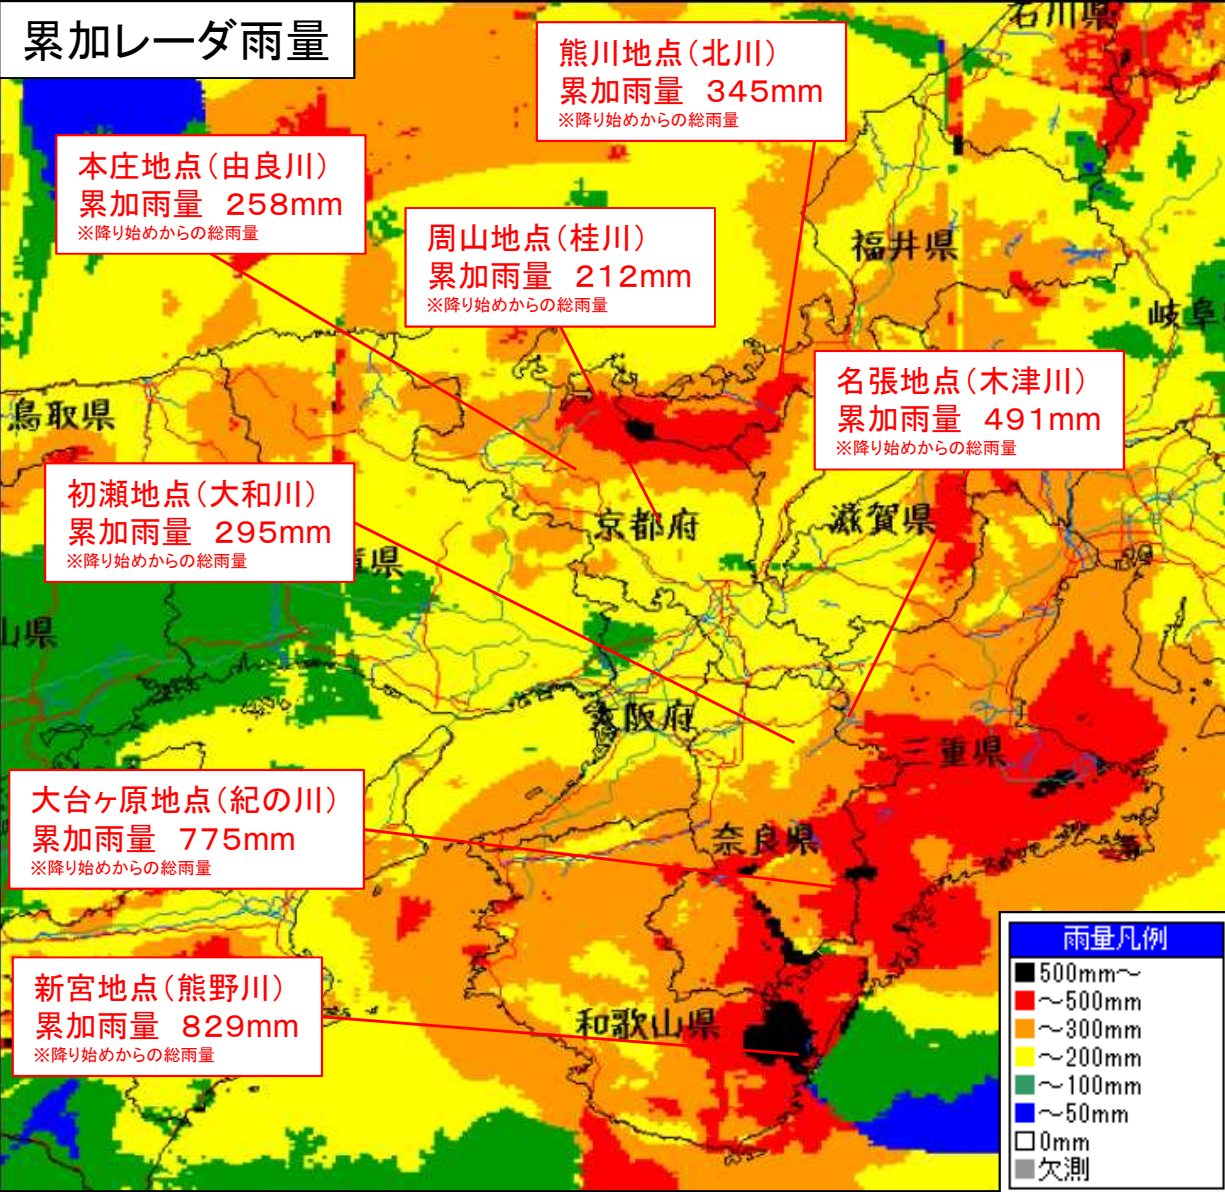 累加レーダ雨量
石川県
熊川地点(北川)
累加雨量 345mm
※降り始めからの総雨量
本庄地点(由良川)
累加雨量 258mm
※降り始めからの総雨量
周山地点(桂川)
累加雨量 212mm
※降り始めからの総雨量
福井県
岐阜
鳥取県
名張地点(木津川)
累加雨量 491mm
※降り始めからの総雨量
初瀬地点(大和川)
累加雨量 295mm
※降り始めからの総雨量
京都府
滋賀県
県
山県
大阪府
三重県
大台ヶ原地点(紀の川)
累加雨量 775mm
※降り始めからの総雨量
奈良県
新宮地点(熊野川)
累加雨量 829mm
※降り始めからの総雨量
和歌山県
雨量凡例
500mm～
～500mm
～300mm
～200mm
～100mm
～50mm
0mm
欠測